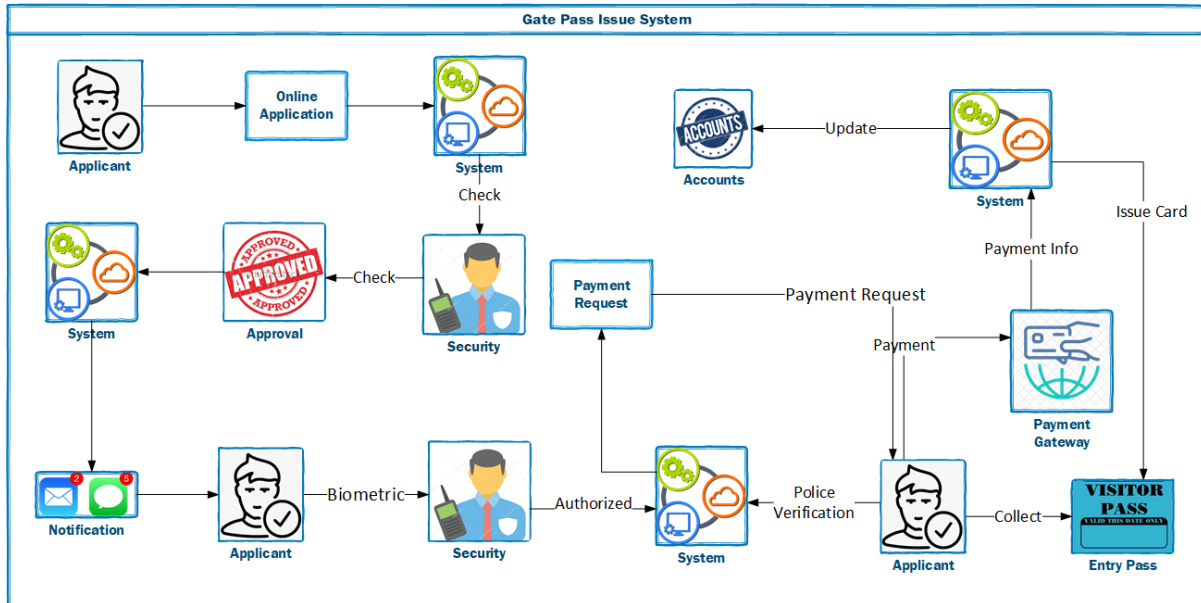 Gate Pass Issue System
Online
Application
Applicant
System
Check
ACCOUNTS
Accounts
Update
System
Issue Card
Payment Info
System
APPROVED
APPROVED
APPROVED
Approval
Check
Security
Payment
Request
Payment Request
Payment
Payment
Gateway
2
5
Notification
Applicant
Biometric
Security
Authorized
System
Police
Verification
Applicant
Collect
VISITOR
PASS
VALID THIS DATE ONLY
Entry Pass